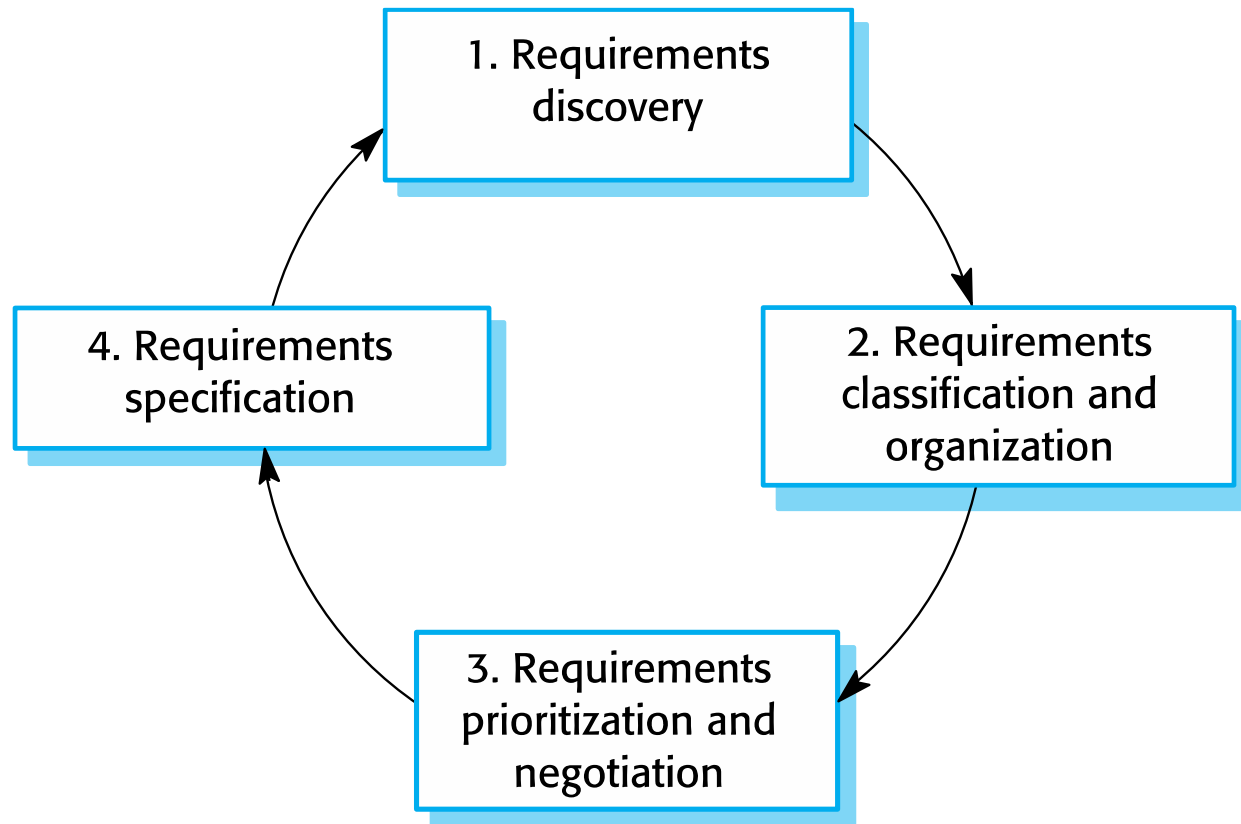 1. Requirements
discovery
2. Requirements
classification and
organization
3. Requirements
prioritization and
negotiation
4. Requirements
specification